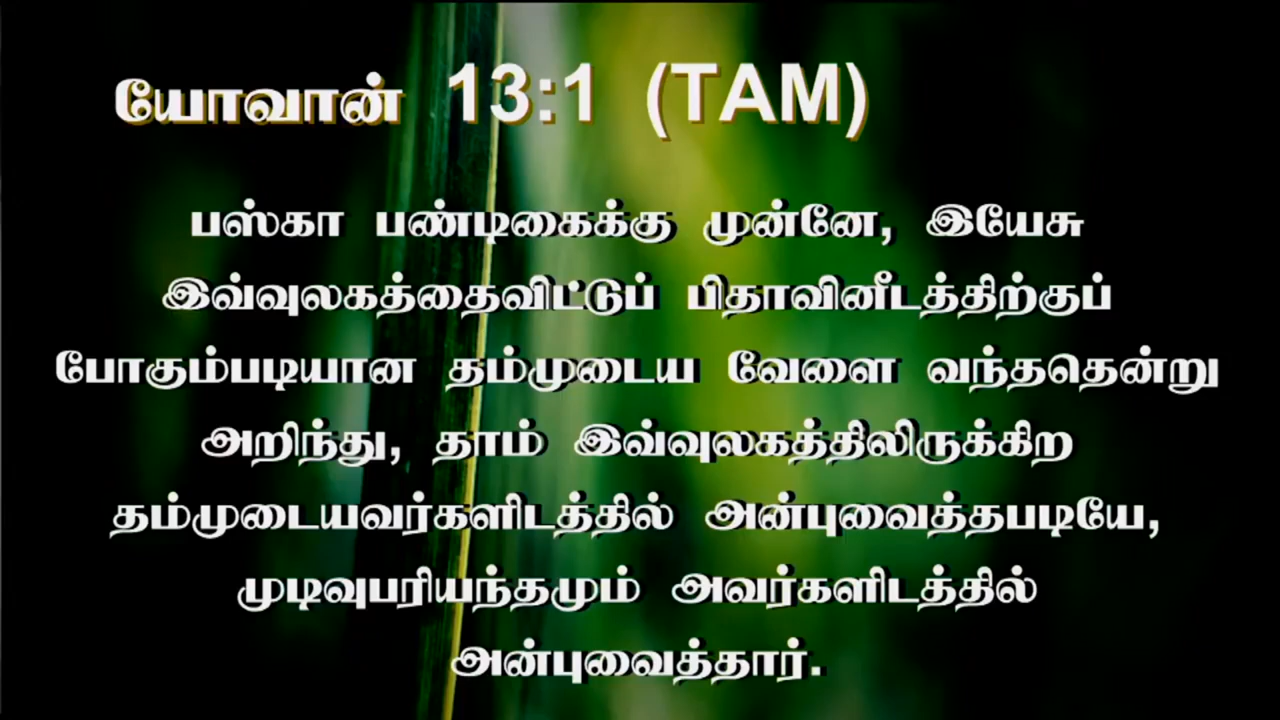 யோவான் 13:1 (TAM)
பஸ்கா பண்டிகைக்கு முன்னே, இயேசு
இவ்வுலகத்தைவிட்டுப் பிதாவினீடத்திற்குப்
போகும்படியான தம்முடைய வேளை வந்ததென்று
அறிந்து, தாம் இவ்வுலகத்திலிருக்கிற
தம்முடையவர்களிடத்தில் அன்புவைத்தபடியே,
முடிவுபரியந்தமும் அவர்களிடத்தில்
அன்புவைத்தார்.